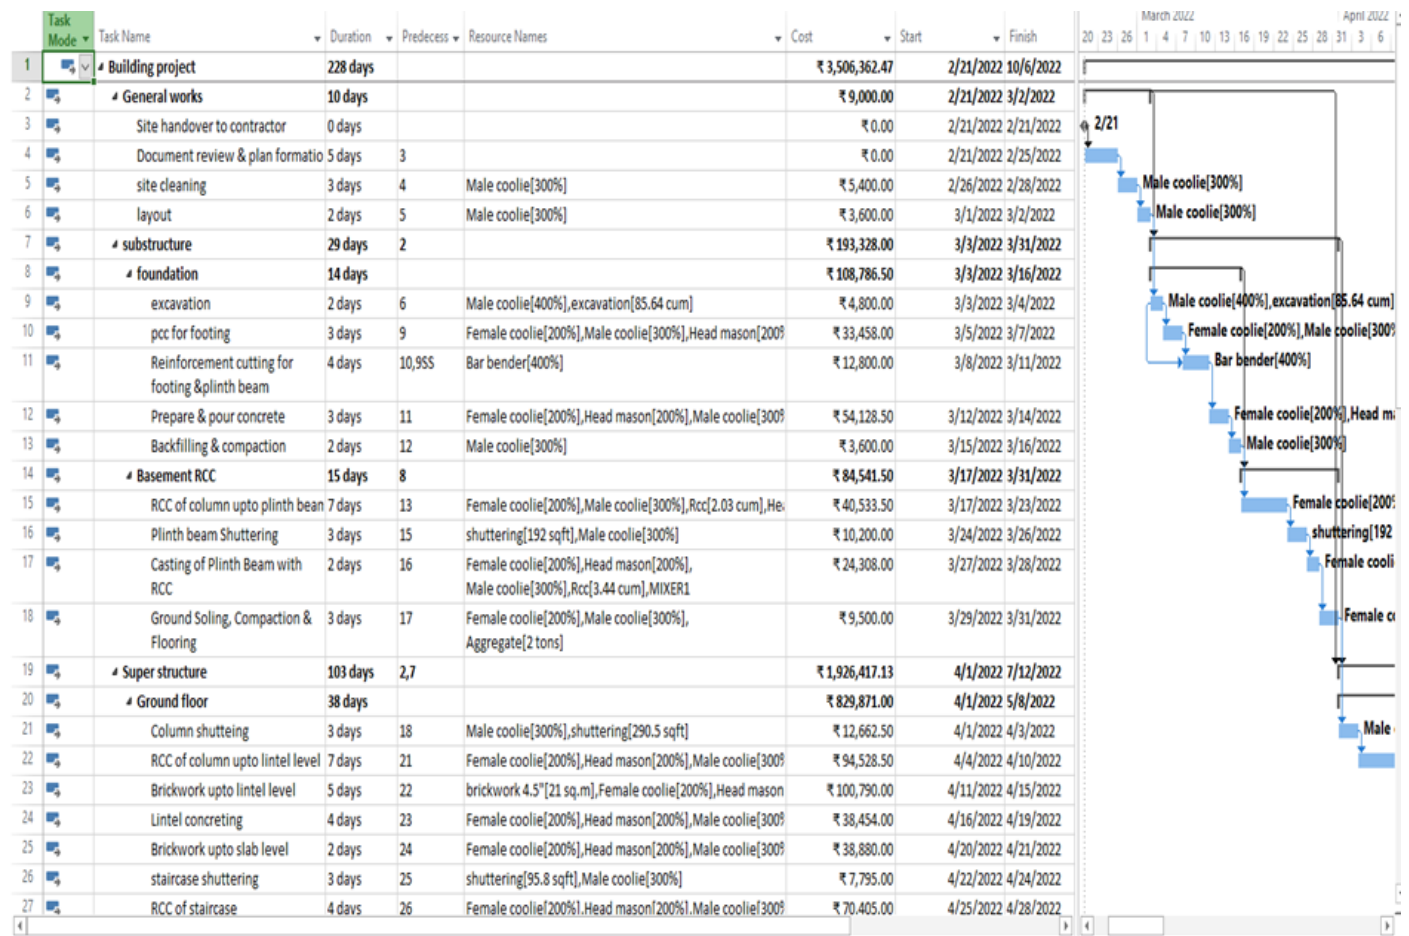 March 2022 April 2022
Task Mode Task Name Duration Predecess Resource Names Cost Start Finish 20 23 26 1 4 7 10 13 16 19 22 25 28 31 3 6
1 Building project 228 days ₹ 3,506,362.47 2/21/2022 10/6/2022
2 General works 10 days ₹ 9,000.00 2/21/2022 3/2/2022
3 Site handover to contractor 0 days ₹ 0.00 2/21/2022 2/21/2022 2/21
4 Document review & plan formatio 5 days 3 ₹ 0.00 2/21/2022 2/25/2022
5 site cleaning 3 days 4 Male coolie[300%] ₹ 5,400.00 2/26/2022 2/28/2022 Male coolie[300%]
6 layout 2 days 5 Male coolie[300%] ₹ 3,600.00 3/1/2022 3/2/2022 Male coolie[300%]
7 substructure 29 days 2 ₹ 193,328.00 3/3/2022 3/31/2022
8 foundation 14 days ₹ 108,786.50 3/3/2022 3/16/2022
9 excavation 2 days 6 Male coolie[400%],excavation[85.64 cum] ₹ 4,800.00 3/3/2022 3/4/2022 Male coolie[400%],excavation[85.64 cum]
10 pcc for footing 3 days 9 Female coolie[200%],Male coolie[300%],Head mason[200% ₹ 33,458.00 3/5/2022 3/7/2022 Female coolie[200%],Male coolie[300%
11 Reinforcement cutting for 4 days 10,9SS Bar bender[400%] ₹ 12,800.00 3/8/2022 3/11/2022 Bar bender[400%]
footing &plinth beam
12 Prepare & pour concrete 3 days 11 Female coolie[200%],Head mason[200%],Male coolie[300% ₹ 54,128.50 3/12/2022 3/14/2022 Female coolie[200%],Head ma
13 Backfilling & compaction 2 days 12 Male coolie[300%] ₹ 3,600.00 3/15/2022 3/16/2022 Male coolie[300%]
14 Basement RCC 15 days 8 ₹ 84,541.50 3/17/2022 3/31/2022
15 RCC of column upto plinth bean 7 days 13 Female coolie[200%],Male coolie[300%],Rcc[2.03 cum],He ₹ 40,533.50 3/17/2022 3/23/2022 Female coolie[200%
16 Plinth beam Shuttering 3 days 15 shuttering[192 sqft],Male coolie[300%] ₹ 10,200.00 3/24/2022 3/26/2022 shuttering[192
17 Casting of Plinth Beam with 2 days 16 Female coolie[200%],Head mason[200%], ₹ 24,308.00 3/27/2022 3/28/2022 Female cooli
RCC Male coolie[300%],Rcc[3.44 cum],MIXER1
18 Ground Soling, Compaction & 3 days 17 Female coolie[200%],Male coolie[300%], ₹ 9,500.00 3/29/2022 3/31/2022 Female co
Flooring Aggregate[2 tons]
19 Super structure 103 days 2,7 ₹ 1,926,417.13 4/1/2022 7/12/2022
20 Ground floor 38 days ₹ 829,871.00 4/1/2022 5/8/2022
21 Column shutteing 3 days 18 Male coolie[300%],shuttering[290.5 sqft] ₹ 12,662.50 4/1/2022 4/3/2022 Male
22 RCC of column upto lintel level 7 days 21 Female coolie[200%],Head mason[200%],Male coolie[300% ₹ 94,528.50 4/4/2022 4/10/2022
23 Brickwork upto lintel level 5 days 22 brickwork 4.5"[21 sq.m],Female coolie[200%],Head mason ₹ 100,790.00 4/11/2022 4/15/2022
24 Lintel concreting 4 days 23 Female coolie[200%],Head mason[200%],Male coolie[300% ₹ 38,454.00 4/16/2022 4/19/2022
25 Brickwork upto slab level 2 days 24 Female coolie[200%],Head mason[200%],Male coolie[300% ₹ 38,880.00 4/20/2022 4/21/2022
26 staircase shuttering 3 days 25 shuttering[95.8 sqft],Male coolie[300%] ₹ 7,795.00 4/22/2022 4/24/2022
27 RCC of staircase 4 days 26 Female coolie[200%],Head mason[200%],Male coolie[300% ₹ 70,405.00 4/25/2022 4/28/2022